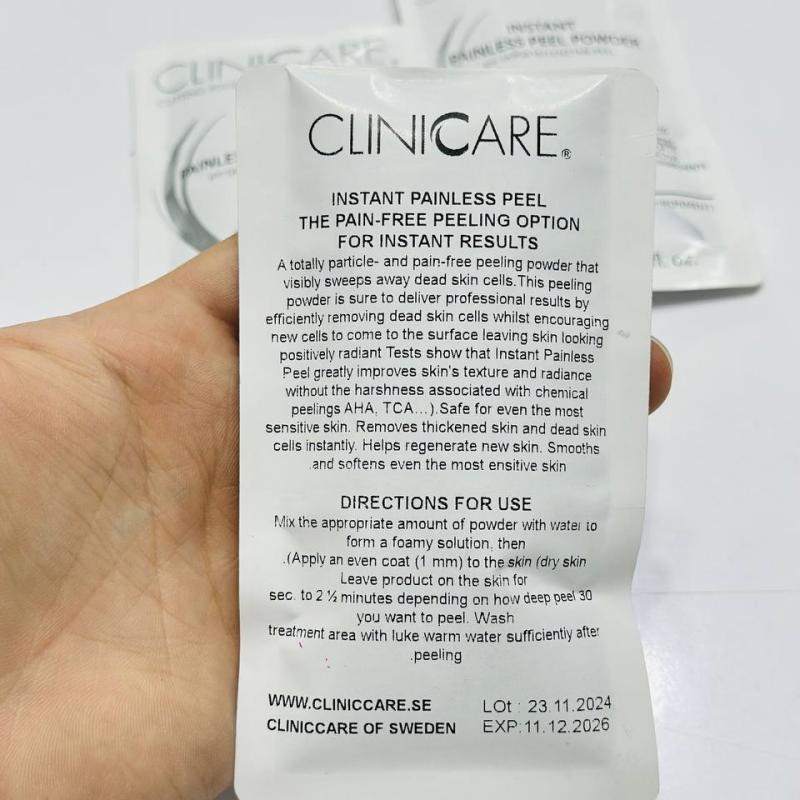 CLINICCARE
INSTANT
PAINLESS PEEL POWDER
CLINICCARE®
INSTANT PAINLESS PEEL
THE PAIN-FREE PEELING OPTION
FOR INSTANT RESULTS
A totally particle- and pain-free peeling powder that
visibly sweeps away dead skin cells.This peeling
powder is sure to deliver professional results by
efficiently removing dead skin cells whilst encouraging
new cells to come to the surface leaving skin looking
positively radiant Tests show that Instant Painless
Peel greatly improves skin's texture and radiance
without the harshness associated with chemical
peelings AHA, TCA...).Safe for even the most
sensitive skin. Removes thickened skin and dead skin
cells instantly. Helps regenerate new skin. Smooths
.and softens even the most ensitive skin
DIRECTIONS FOR USE
Mix the appropriate amount of powder with water to
form a foamy solution, then
.(Apply an even coat (1 mm) to the skin (dry skin
Leave product on the skin for
sec. to 2 ½ minutes depending on how deep peel 30
you want to peel. Wash
treatment area with luke warm water sufficiently after
.peeling
WWW.CLINICCARE.SE
CLINICCARE OF SWEDEN
LOt : 23.11.2024
EXP:11.12.2026